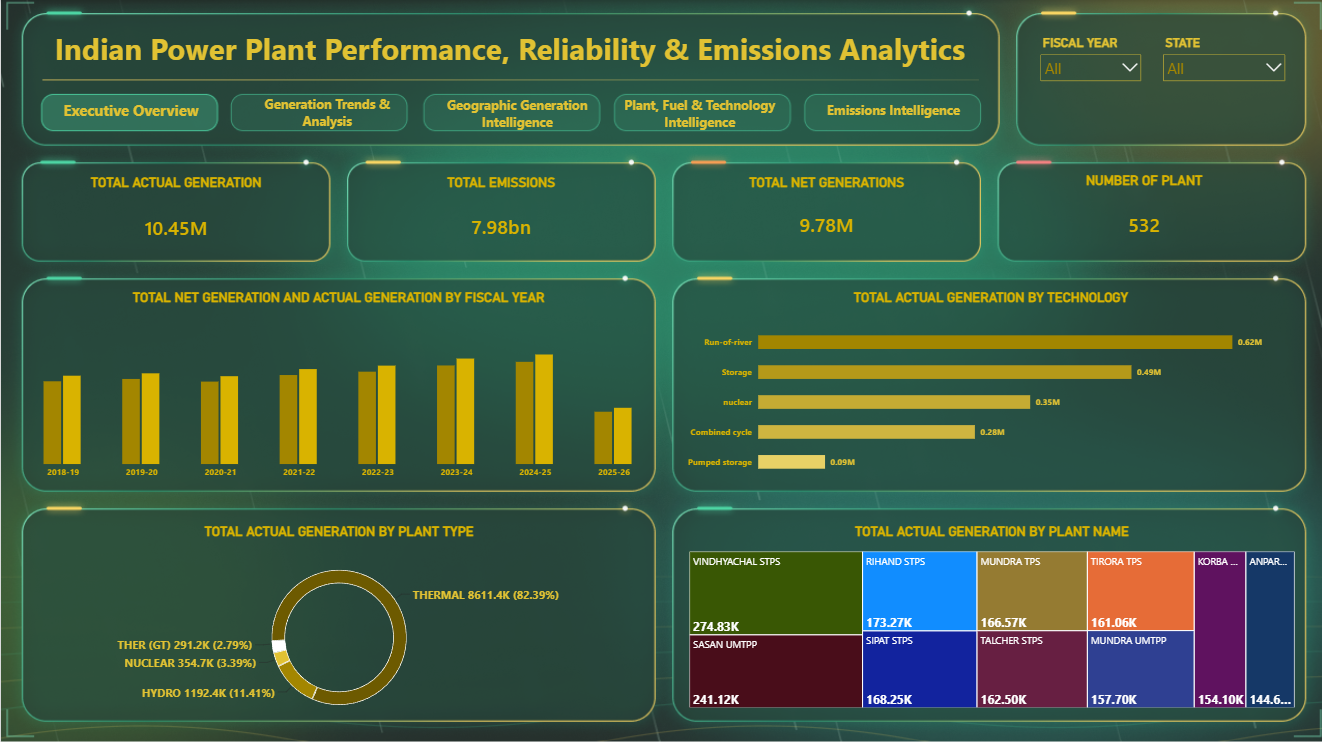 Indian Power Plant Performance, Reliability & Emissions Analytics
FISCAL YEAR
STATE
All
All
Executive Overview
Generation Trends &
Analysis
Geographic Generation
Intelligence
Plant, Fuel & Technology
Intelligence
Emissions Intelligence
TOTAL ACTUAL GENERATION
10.45M
TOTAL EMISSIONS
7.98bn
TOTAL NET GENERATIONS
9.78M
NUMBER OF PLANT
532
TOTAL NET GENERATION AND ACTUAL GENERATION BY FISCAL YEAR
2018-19
2019-20
2020-21
2021-22
2022-23
2023-24
2024-25
2025-26
TOTAL ACTUAL GENERATION BY TECHNOLOGY
Run-of-river 0.62M
Storage 0.49M
nuclear 0.35M
Combined cycle 0.28M
Pumped storage 0.09M
TOTAL ACTUAL GENERATION BY PLANT TYPE
THERMAL 8611.4K (82.39%)
THER (GT) 291.2K (2.79%)
NUCLEAR 354.7K (3.39%)
HYDRO 1192.4K (11.41%)
TOTAL ACTUAL GENERATION BY PLANT NAME
VINDHYACHAL STPS
274.83K
SASAN UMTPP
241.12K
RIHAND STPS
173.27K
SIPAT STPS
168.25K
MUNDRA TPS
166.57K
TALCHER STPS
162.50K
TIRORA TPS
161.06K
MUNDRA UMTPP
157.70K
KORBA ...
154.10K
ANPAR...
144.6...